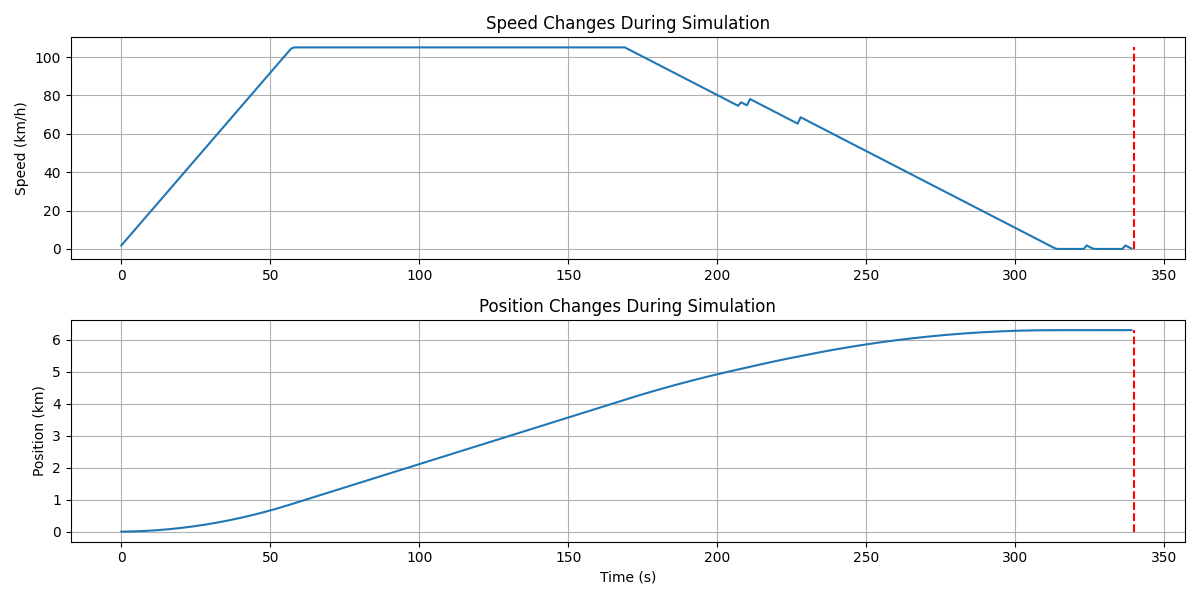 Speed Changes During Simulation
Speed (km/h)
100
80
60
40
20
0
0 50 100 150 200 250 300 350
Position Changes During Simulation
Position (km)
6
5
4
3
2
1
0
0 50 100 150 200 250 300 350
Time (s)